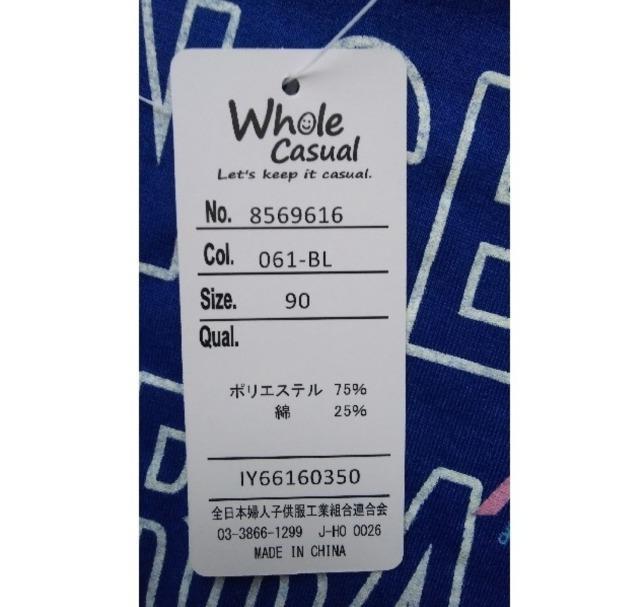 Whole
Casual
Let's keep it casual.
No. 8569616
Col. 061-BL
Size. 90
Qual.
ポリエステル 75%
綿 25%
IY66160350
全日本婦人子供服工業組合連合会
03-3866-1299 J-HO 0026
MADE IN CHINA